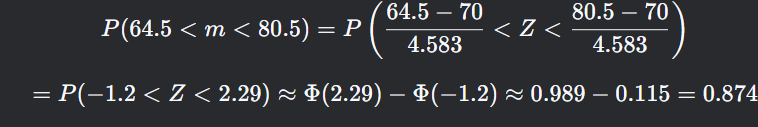 P(64.5 < m < 80.5) = P ( (64.5 − 70)/4.583 < Z < (80.5 − 70)/4.583 )
= P(−1.2 < Z < 2.29) ≈ Φ(2.29) − Φ(−1.2) ≈ 0.989 − 0.115 = 0.874